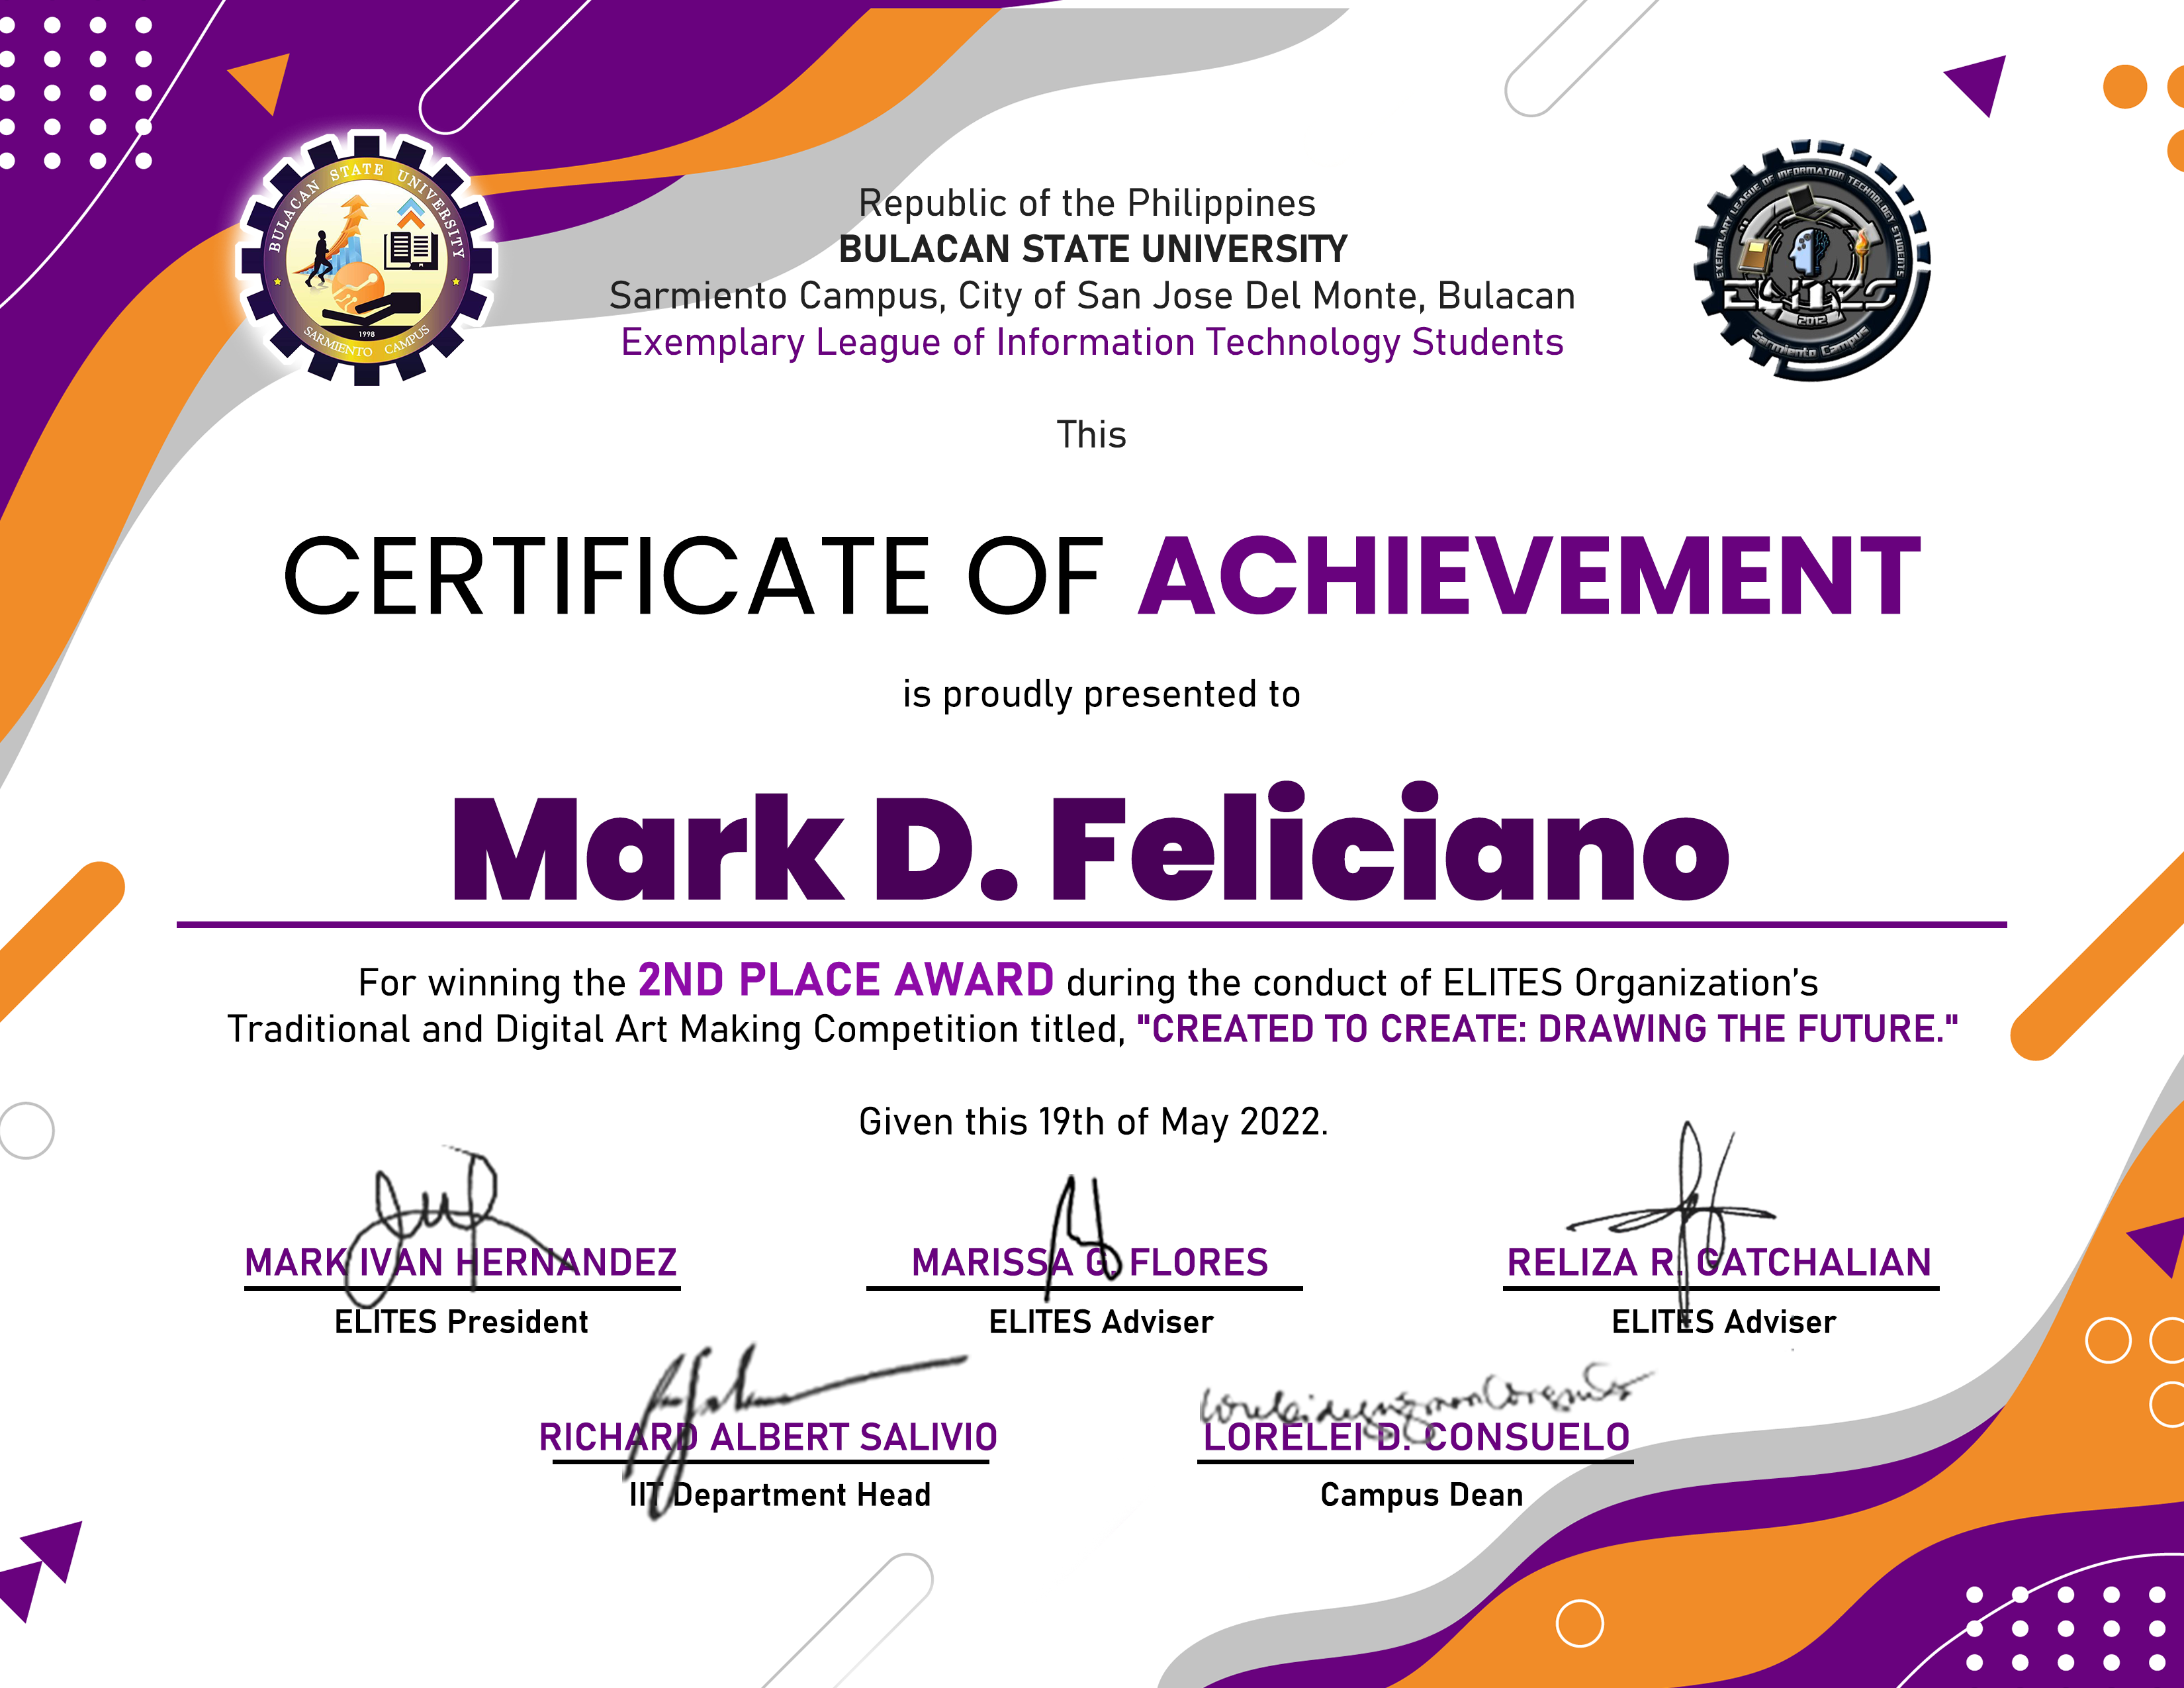 BULACAN STATE UNIVERSITY
1998
SARMIENTO CAMPUS
EXEMPLARY LEAGUE OF INFORMATION TECHNOLOGY STUDENTS
ELITES
2012
Sarmiento Campus
Republic of the Philippines
BULACAN STATE UNIVERSITY
Sarmiento Campus, City of San Jose Del Monte, Bulacan
Exemplary League of Information Technology Students
This
CERTIFICATE OF ACHIEVEMENT
is proudly presented to
Mark D. Feliciano
For winning the 2ND PLACE AWARD during the conduct of ELITES Organization's
Traditional and Digital Art Making Competition titled, "CREATED TO CREATE: DRAWING THE FUTURE."
Given this 19th of May 2022.
MARK IVAN HERNANDEZ
ELITES President
MARISSA G. FLORES
ELITES Adviser
RELIZA R. GATCHALIAN
ELITES Adviser
RICHARD ALBERT SALIVIO
IIT Department Head
LORELEI D. CONSUELO
Campus Dean